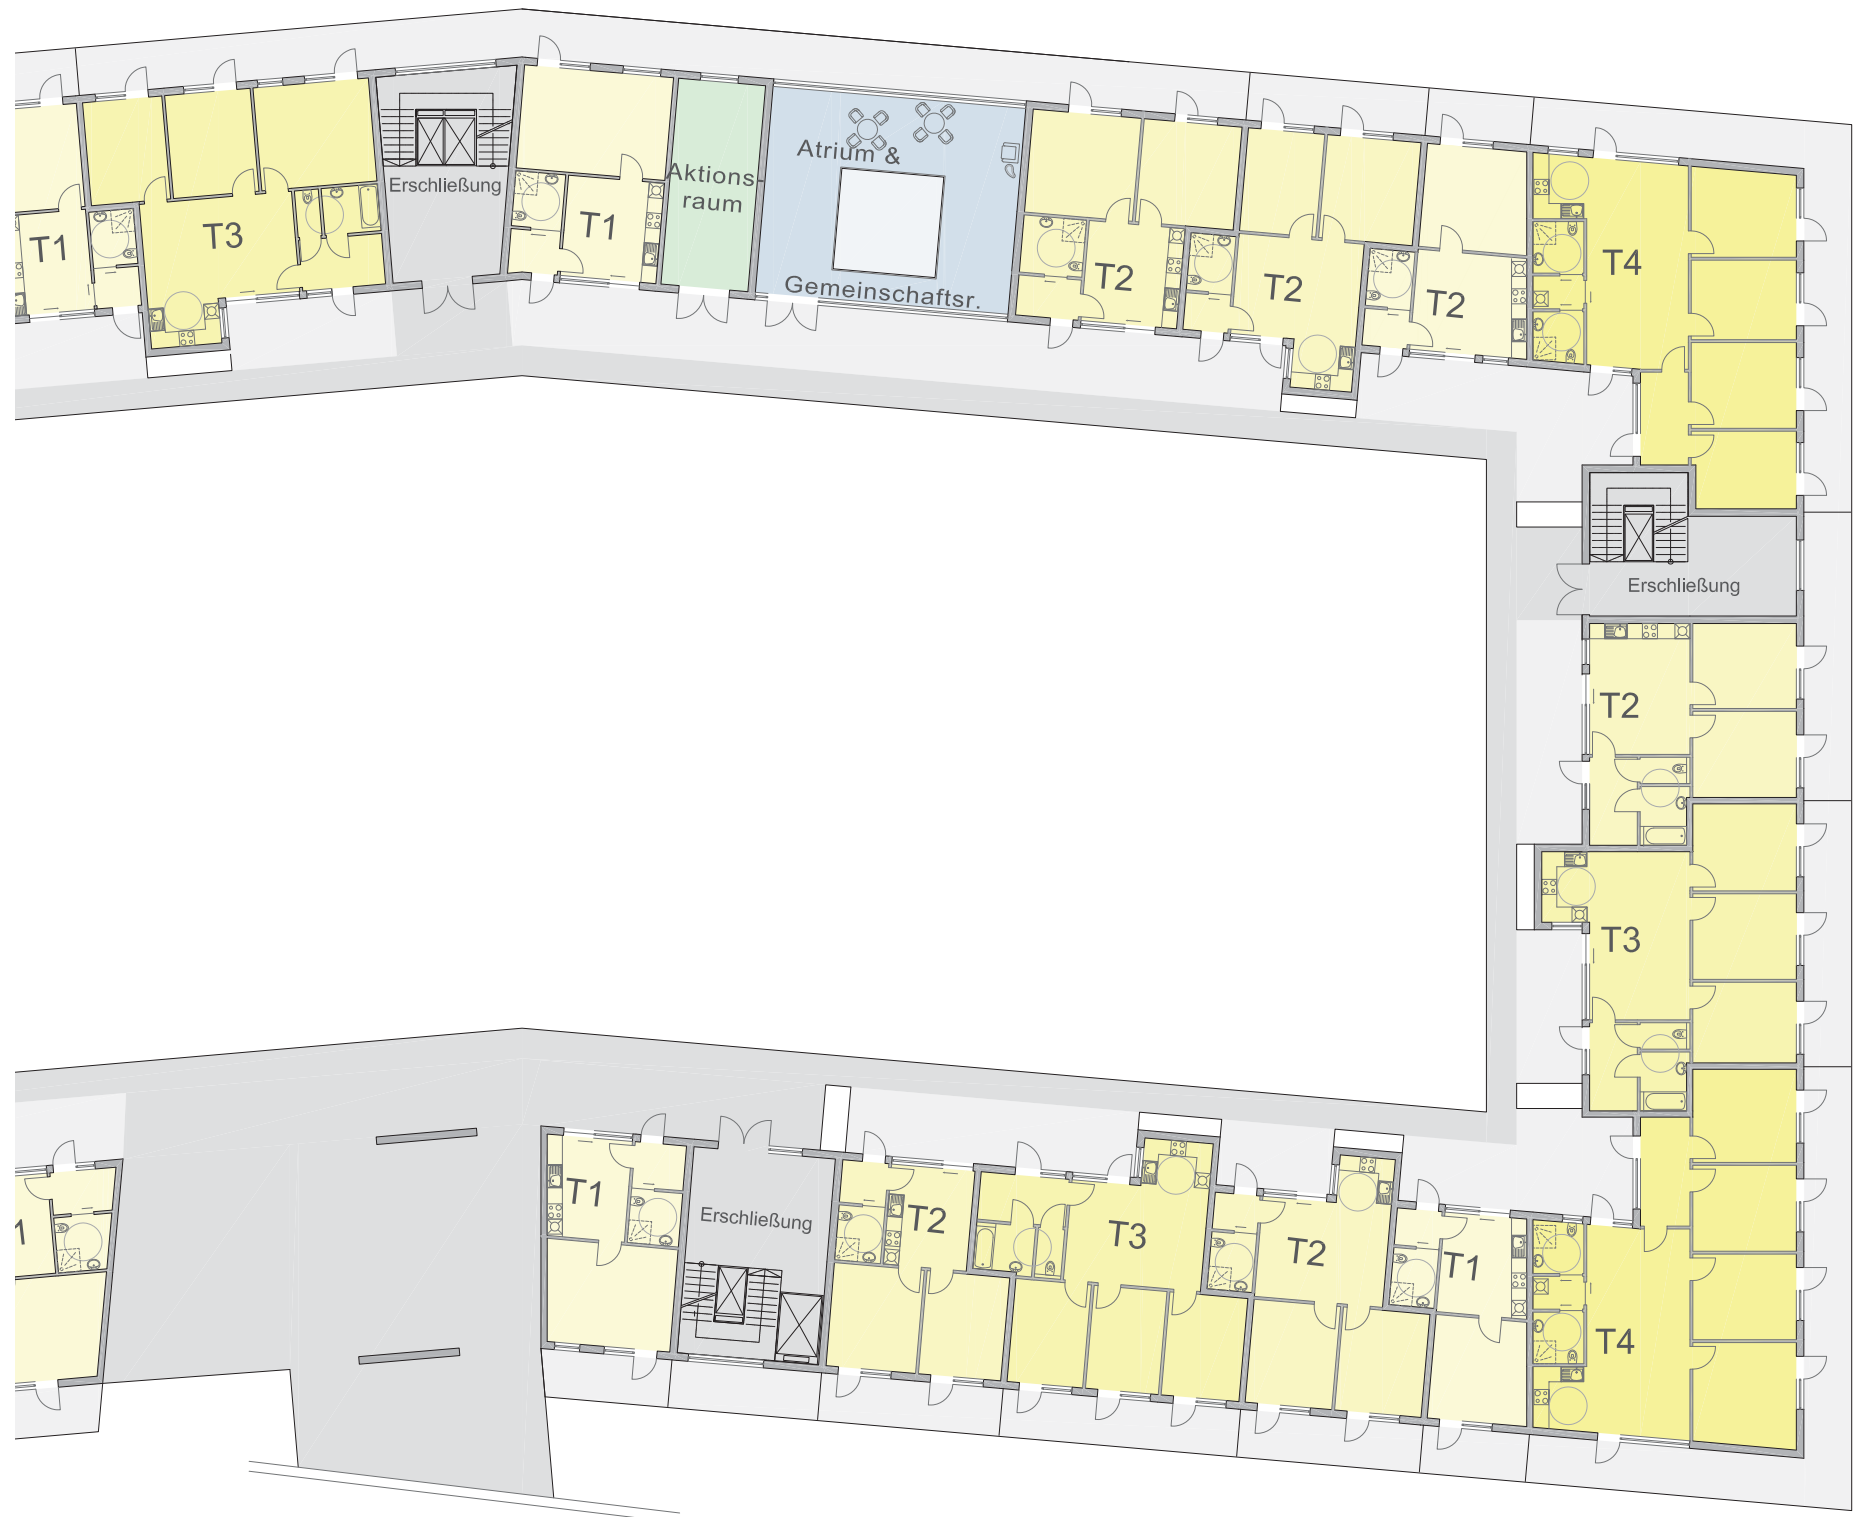 Atrium &
Aktions-
raum
Gemeinschaftsr.
Erschließung
T1
T3
T1
T2
T2
T2
T4
Erschließung
T2
T3
T1
Erschließung
T2
T3
T2
T1
T4
1